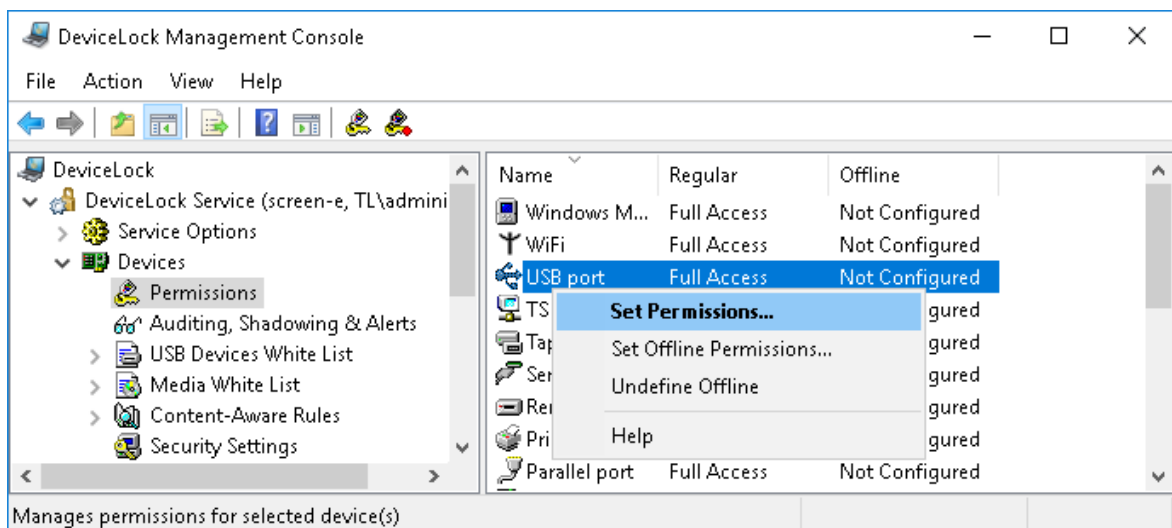 DeviceLock Management Console
File Action View Help
DeviceLock
DeviceLock Service (screen-e, TL\admini
Service Options
Devices
Permissions
Auditing, Shadowing & Alerts
USB Devices White List
Media White List
Content-Aware Rules
Security Settings
Name Regular Offline
Windows M... Full Access Not Configured
WiFi Full Access Not Configured
USB port Full Access Not Configured
TS gured
Set Permissions...
Tap gured
Set Offline Permissions...
Ser gured
Undefine Offline
Rer gured
Pri gured
Help
Parallel port Full Access Not Configured
Manages permissions for selected device(s)